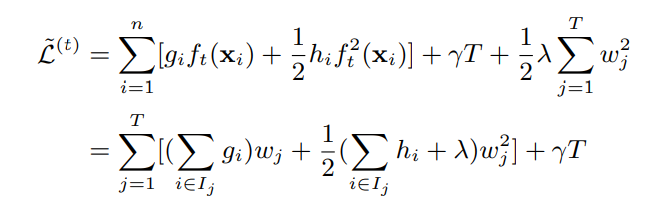 $\tilde{\mathcal{L}}^{(t)} = \sum_{i=1}^{n} [g_i f_t(\mathbf{x}_i) + \frac{1}{2} h_i f_t^2(\mathbf{x}_i)] + \gamma T + \frac{1}{2} \lambda \sum_{j=1}^{T} w_j^2$
$= \sum_{j=1}^{T} [(\sum_{i \in I_j} g_i) w_j + \frac{1}{2} (\sum_{i \in I_j} h_i + \lambda) w_j^2] + \gamma T$